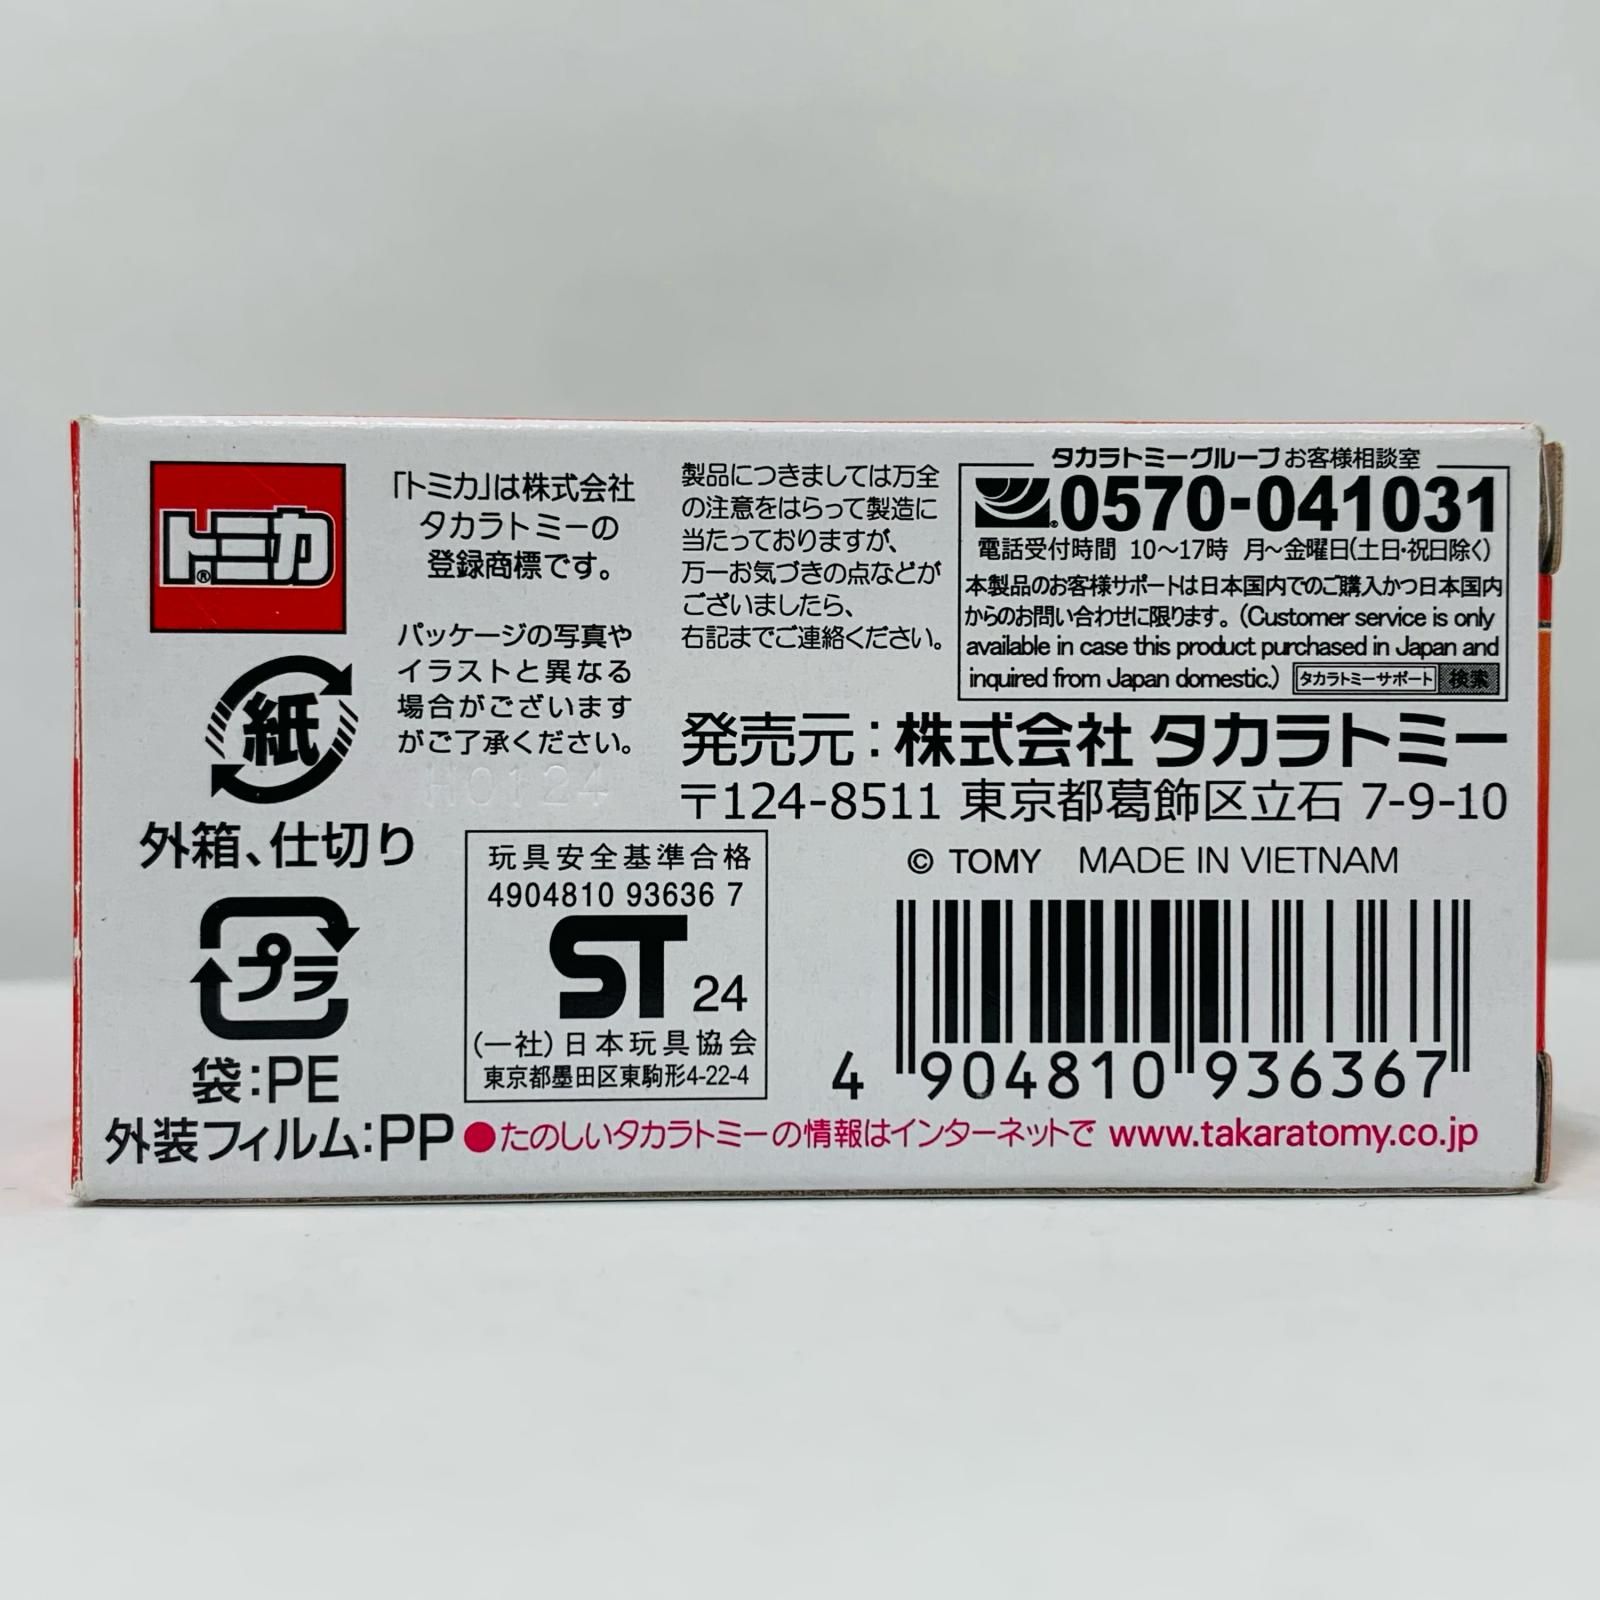 トミカ®
「トミカ」は株式会社
タカラトミーの
登録商標です。
パッケージの写真や
イラストと異なる
場合がございます
がご了承ください。
H0124
製品につきましては万全
の注意をはらって製造に
当たっておりますが、
万一お気づきの点などが
ございましたら、
右記までご連絡ください。
タカラトミーグループお客様相談室
0570-041031
電話受付時間 10〜17時 月〜金曜日(土日・祝日除く)
本製品のお客様サポートは日本国内でのご購入かつ日本国内
からのお問い合わせに限ります。(Customer service is only
available in case this product purchased in Japan and
inquired from Japan domestic.) タカラトミーサポート 検索
発売元：株式会社 タカラトミー
〒124-8511 東京都葛飾区立石 7-9-10
© TOMY MADE IN VIETNAM
紙
外箱、仕切り
プラ
袋：PE
外装フィルム：PP
玩具安全基準合格
4904810 93636 7
ST 24
(一社)日本玩具協会
東京都墨田区東駒形4-22-4
4 904810 936367
●たのしいタカラトミーの情報はインターネットで www.takaratomy.co.jp